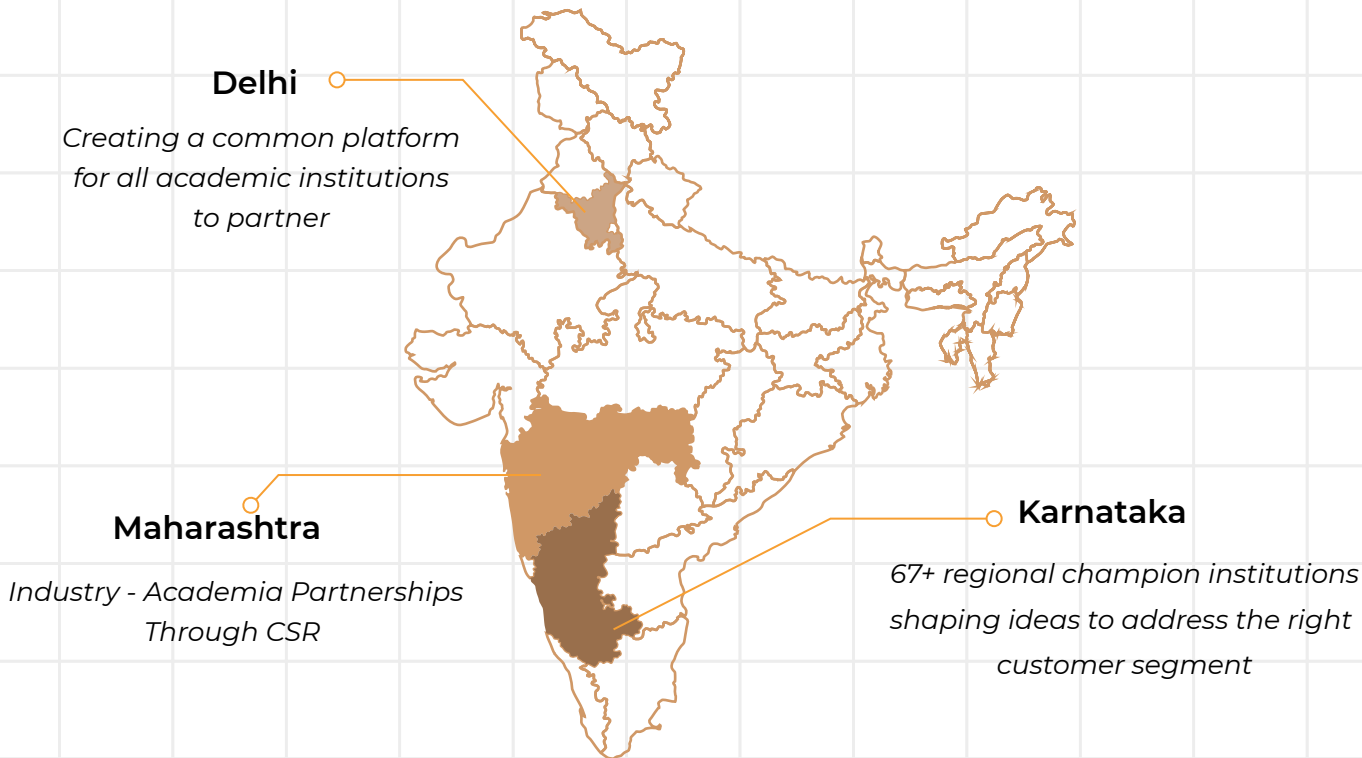 Delhi
Creating a common platform
for all academic institutions
to partner
Maharashtra
Industry - Academia Partnerships
Through CSR
Karnataka
67+ regional champion institutions
shaping ideas to address the right
customer segment